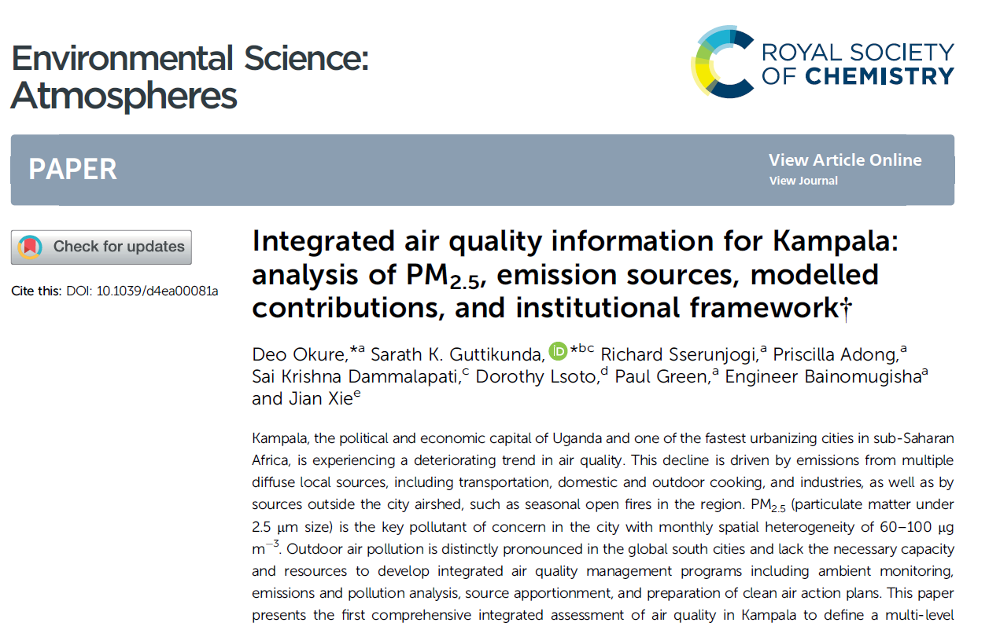 Environmental Science:
Atmospheres
ROYAL SOCIETY
OF CHEMISTRY
PAPER
View Article Online
View Journal
Check for updates
Cite this: DOI: 10.1039/d4ea00081a
Integrated air quality information for Kampala:
analysis of PM2.5, emission sources, modelled
contributions, and institutional framework†
Deo Okure,*a Sarath K. Guttikunda, iD *bc Richard Sserunjogi,a Priscilla Adong,a
Sai Krishna Dammalapati,c Dorothy Lsoto,d Paul Green,a Engineer Bainomugishaa
and Jian Xiee
Kampala, the political and economic capital of Uganda and one of the fastest urbanizing cities in sub-Saharan
Africa, is experiencing a deteriorating trend in air quality. This decline is driven by emissions from multiple
diffuse local sources, including transportation, domestic and outdoor cooking, and industries, as well as by
sources outside the city airshed, such as seasonal open fires in the region. PM2.5 (particulate matter under
2.5 μm size) is the key pollutant of concern in the city with monthly spatial heterogeneity of 60–100 μg
m−3. Outdoor air pollution is distinctly pronounced in the global south cities and lack the necessary capacity
and resources to develop integrated air quality management programs including ambient monitoring,
emissions and pollution analysis, source apportionment, and preparation of clean air action plans. This paper
presents the first comprehensive integrated assessment of air quality in Kampala to define a multi-level